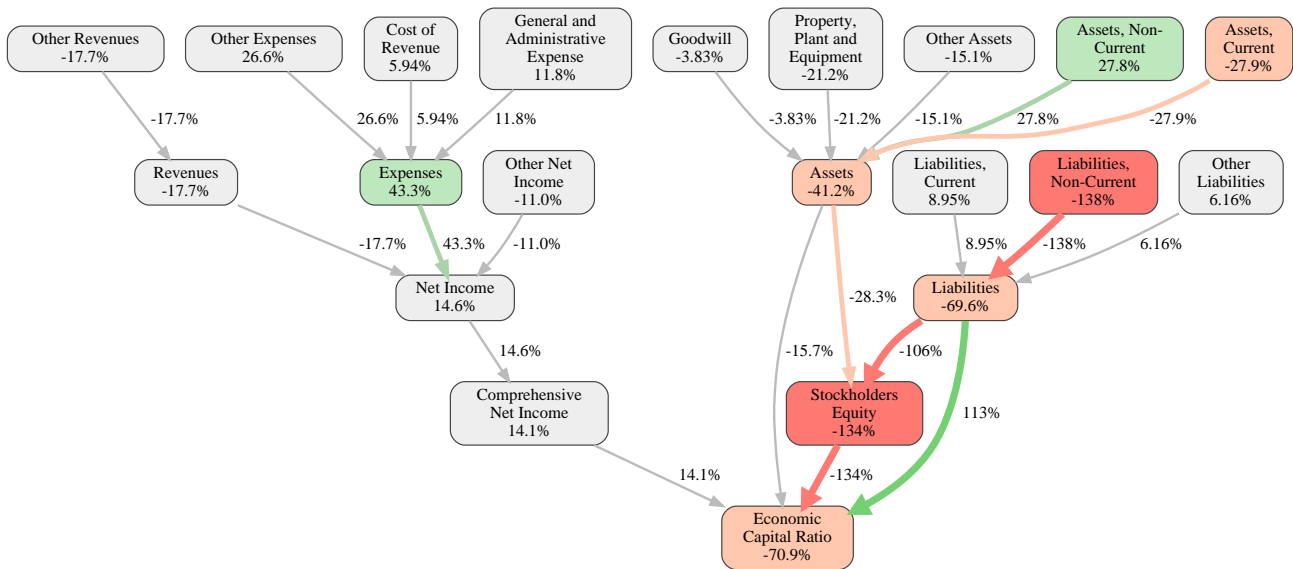 Other Revenues
-17.7%
Other Expenses
26.6%
Cost of
Revenue
5.94%
General and
Administrative
Expense
11.8%
Goodwill
-3.83%
Property,
Plant and
Equipment
-21.2%
Other Assets
-15.1%
Assets, Non-
Current
27.8%
Assets,
Current
-27.9%
-17.7%
26.6%
5.94%
11.8%
-3.83%
-21.2%
-15.1%
27.8%
-27.9%
Revenues
-17.7%
Expenses
43.3%
Other Net
Income
-11.0%
Assets
-41.2%
Liabilities,
Current
8.95%
Liabilities,
Non-Current
-138%
Other
Liabilities
6.16%
-17.7%
43.3%
-11.0%
8.95%
-138%
6.16%
Net Income
14.6%
-28.3%
Liabilities
-69.6%
14.6%
-15.7%
-106%
Comprehensive
Net Income
14.1%
Stockholders
Equity
-134%
113%
14.1%
-134%
Economic
Capital Ratio
-70.9%